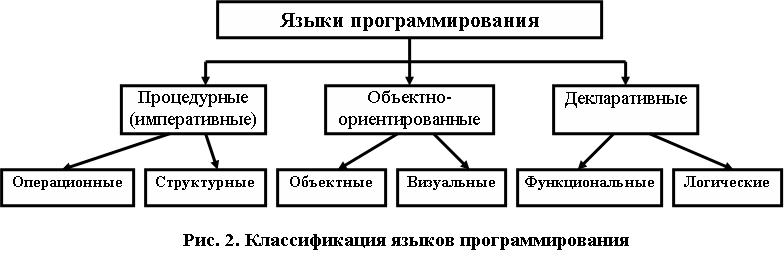 Языки программирования
Процедурные
(императивные)
Объектно-
ориентированные
Декларативные
Операционные
Структурные
Объектные
Визуальные
Функциональные
Логические
Рис. 2. Классификация языков программирования